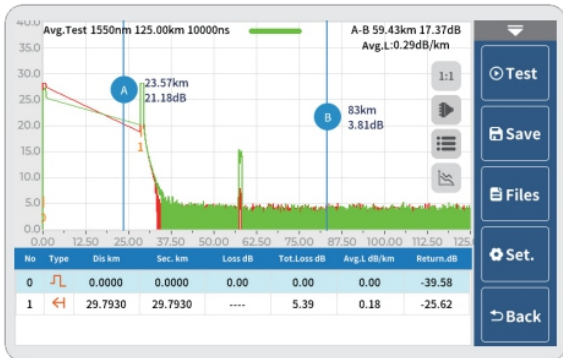 40.0
Avg.Test 1550nm 125.00km 10000ns
A-B 59.43km 17.37dB
Avg.L:0.29dB/km
35.0
30.0
25.0
20.0
15.0
10.0
5.0
0.0
A
23.57km
21.18dB
B
83km
3.81dB
1
1:1
0.00 12.50 25.00 37.50 50.00 62.50 75.00 87.50 100.00 112.50 125.
No Type Dis km Sec. km Loss dB Tot.Loss dB Avg.L dB/km Return.dB
0 0.0000 0.0000 0.00 0.00 0.00 -39.58
1 29.7930 29.7930 ---- 5.39 0.18 -25.62
Test
Save
Files
Set.
Back